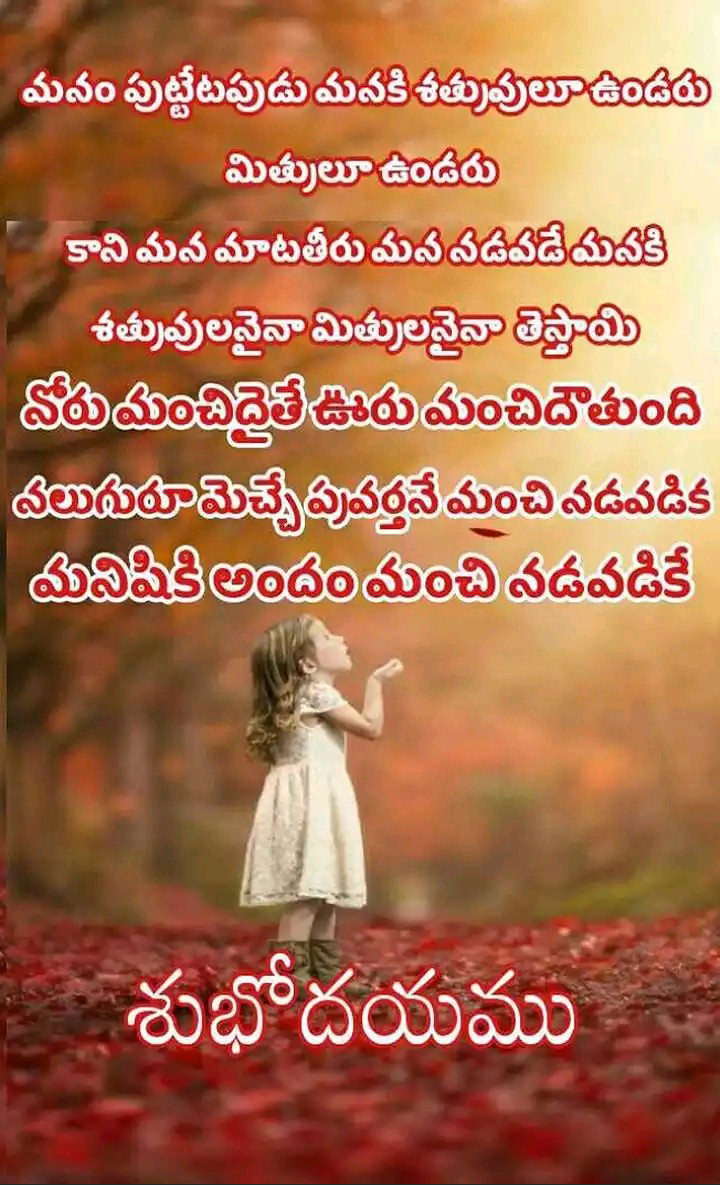 మనం పుట్టేటపుడు మనకి శత్రువులూ ఉండరు
మిత్రులూ ఉండరు
కాని మన మాటతీరు మన నడవడే మనకి
శత్రువులనైనా మిత్రులనైనా తెస్తాయి
నోరు మంచిదైతే ఊరు మంచిదౌతుంది
నలుగురూ మెచ్చే ప్రవర్తనే మంచి నడవడిక
మనిషికి అందం మంచి నడవడికే
శుభోదయము